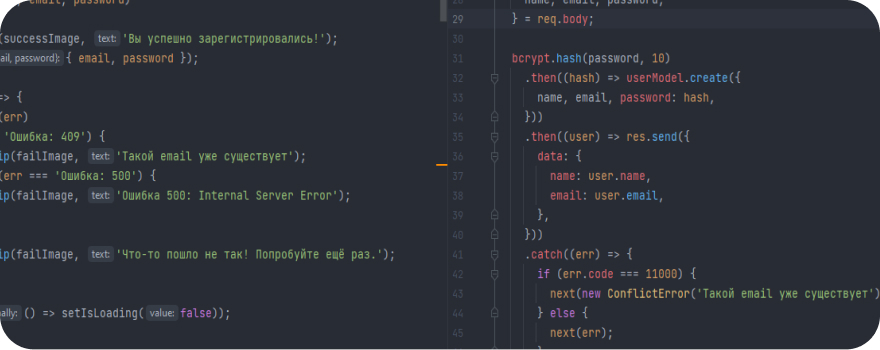 email, password)
(successImage, text: 'Вы успешно зарегистрировались!');
ail, password): { email, password });
=> {
(err)
'Ошибка: 409') {
ip(failImage, text: 'Такой email уже существует');
(err === 'Ошибка: 500') {
ip(failImage, text: 'Ошибка 500: Internal Server Error');
ip(failImage, text: 'Что-то пошло не так! Попробуйте ещё раз.');
ally: () => setIsLoading( value: false));
28 name, email, password,
29 } = req.body;
30
31 bcrypt.hash(password, 10)
32 .then((hash) => userModel.create({
33 name, email, password: hash,
34 }))
35 .then((user) => res.send({
36 data: {
37 name: user.name,
38 email: user.email,
39 },
40 }))
41 .catch((err) => {
42 if (err.code === 11000) {
43 next(new ConflictError('Такой email уже существует')
44 } else {
45 next(err);